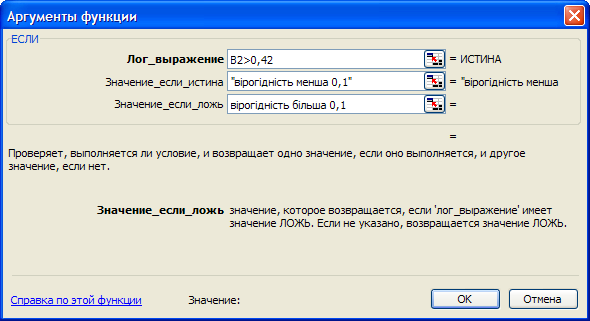 Аргументы функции
ЕСЛИ
Лог_выражение B2>0,42 = ИСТИНА
Значение_если_истина "вірогідність менша 0,1" = "вірогідність менша
Значение_если_ложь вірогідність більша 0,1 =
=
Проверяет, выполняется ли условие, и возвращает одно значение, если оно выполняется, и другое
значение, если нет.
Значение_если_ложь значение, которое возвращается, если 'лог_выражение' имеет
значение ЛОЖЬ. Если не указано, возвращается значение ЛОЖЬ.
Справка по этой функции Значение: ОК Отмена